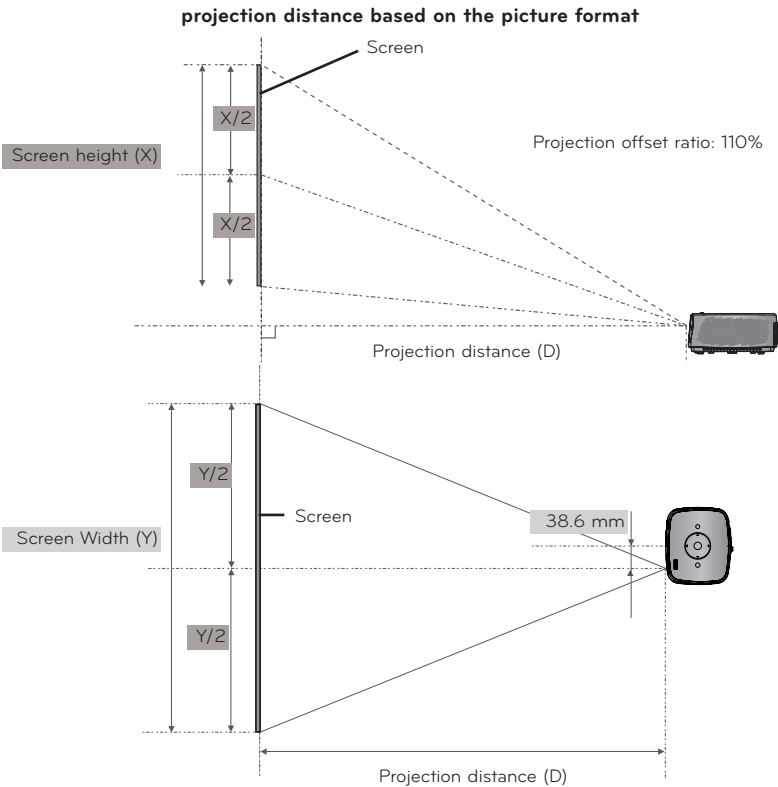 projection distance based on the picture format
Screen
X/2
Projection offset ratio: 110%
Screen height (X)
X/2
Projection distance (D)
Y/2
Screen
38.6 mm
Screen Width (Y)
Y/2
Projection distance (D)